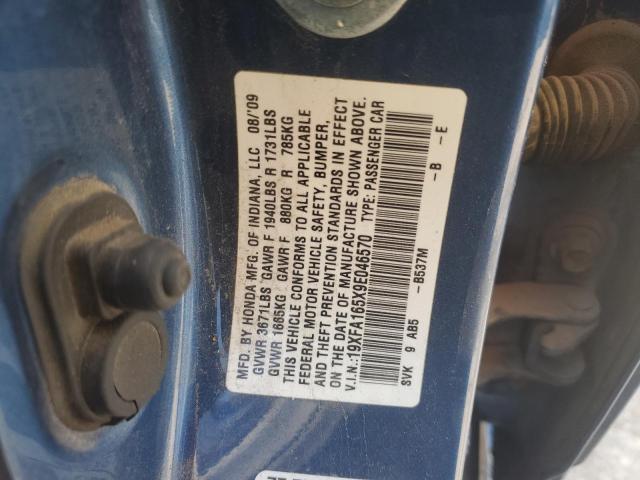 MFD. BY HONDA MFG. OF INDIANA, LLC 08/'09
GVWR 3671LBS GAWR F 1940LBS R 1731LBS
GVWR 1665KG GAWR F 880KG R 785KG
THIS VEHICLE CONFORMS TO ALL APPLICABLE
FEDERAL MOTOR VEHICLE SAFETY, BUMPER,
AND THEFT PREVENTION STANDARDS IN EFFECT
ON THE DATE OF MANUFACTURE SHOWN ABOVE.
V.I.N.:19XFA165X9E046570 TYPE: PASSENGER CAR
SVK 9 AB5 -B537M -B -E